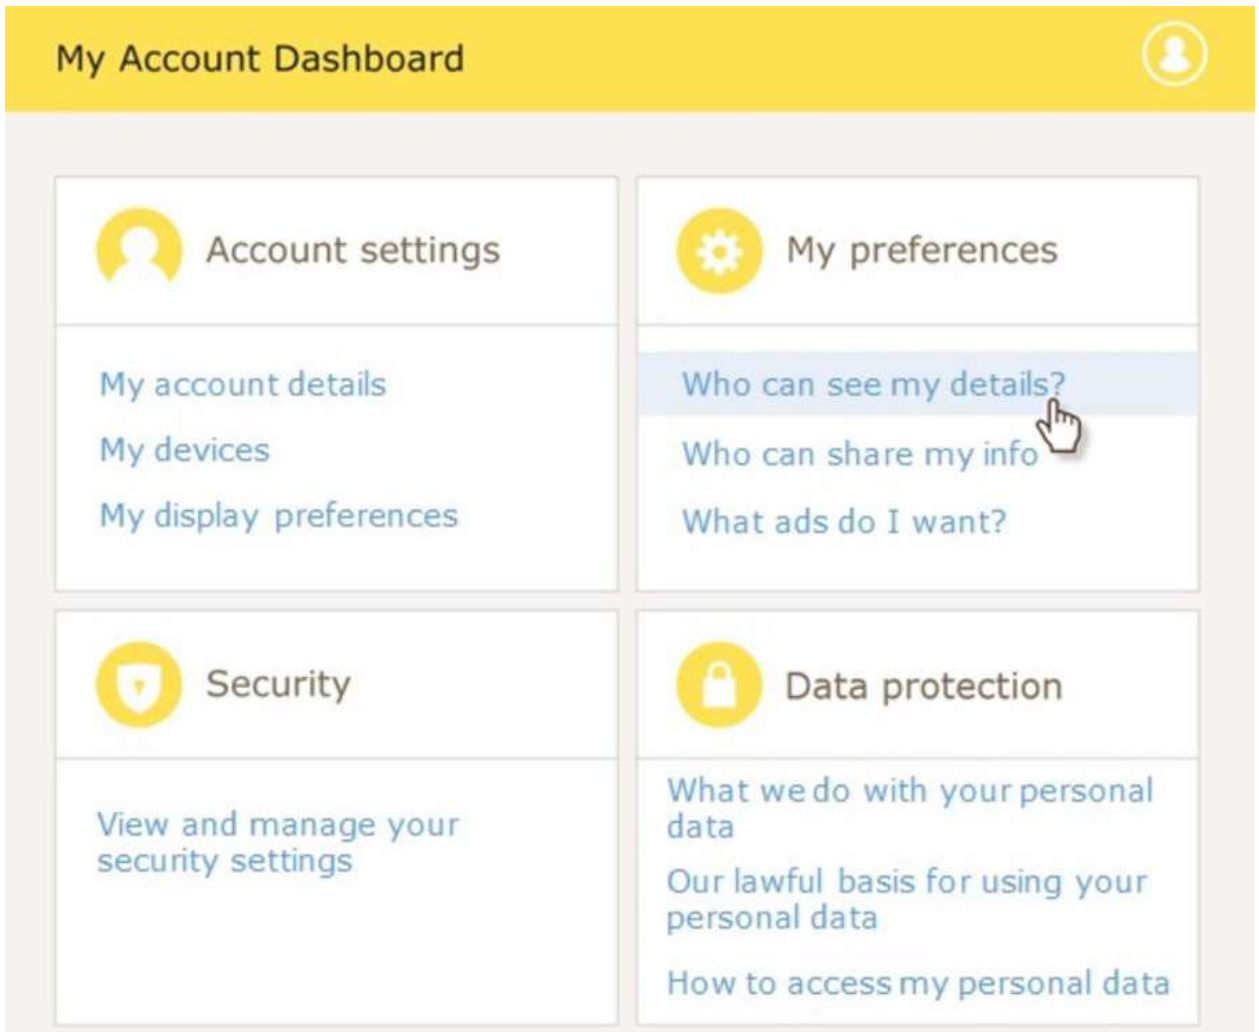 My Account Dashboard
Account settings
My account details
My devices
My display preferences
My preferences
Who can see my details?
Who can share my info
What ads do I want?
Security
View and manage your
security settings
Data protection
What we do with your personal
data
Our lawful basis for using your
personal data
How to access my personal data